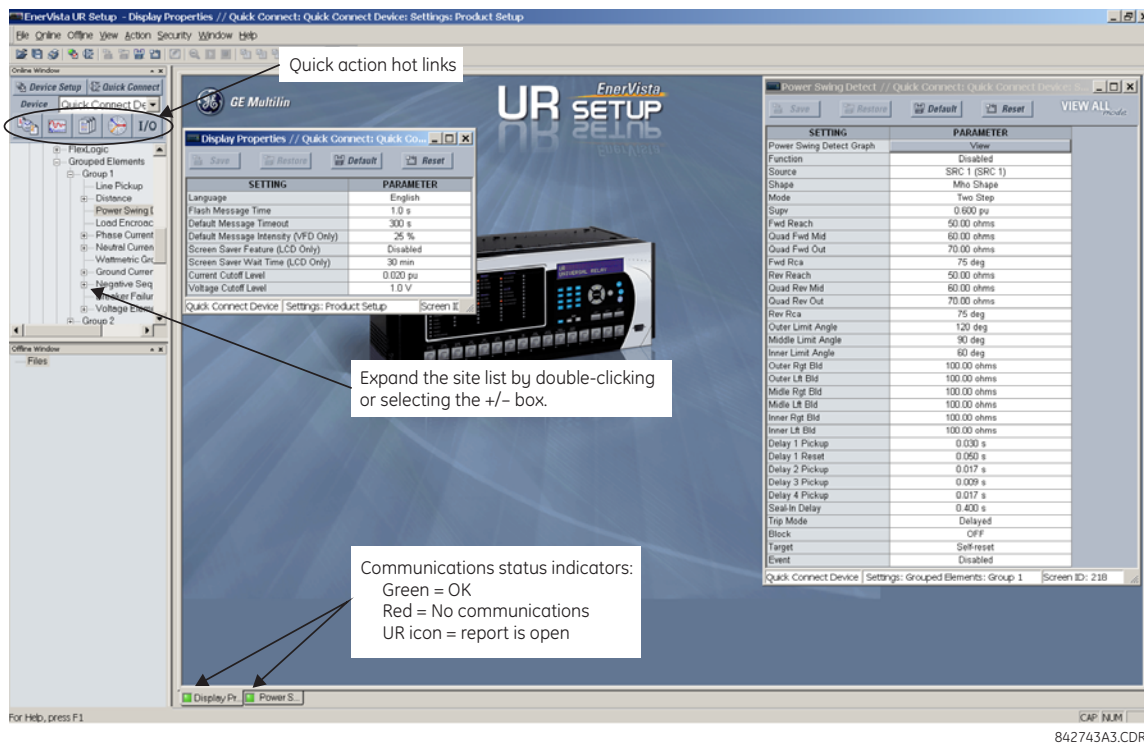 EnerVista UR Setup - Display Properties // Quick Connect: Quick Connect Device: Settings: Product Setup
File Online Offline View Action Security Window Help
Quick action hot links
Online Window
Device Setup Quick Connect
Device Quick Connect De
I/O
FlexLogic
Grouped Elements
Group 1
Line Pickup
Distance
Power Swing D
Load Encroac
Phase Current
Neutral Curren
Wattmetric Gro
Ground Currer
Negative Seq
Breaker Failur
Voltage Eleme
Group 2
Offline Window
Files
GE Multilin
EnerVista
UR SETUP
Display Properties // Quick Connect: Quick Co...
Save Restore Default Reset
SETTING PARAMETER
Language English
Flash Message Time 1.0 s
Default Message Timeout 300 s
Default Message Intensity (VFD Only) 25 %
Screen Saver Feature (LCD Only) Disabled
Screen Saver Wait Time (LCD Only) 30 min
Current Cutoff Level 0.020 pu
Voltage Cutoff Level 1.0 V
Quick Connect Device Settings: Product Setup Screen ID
UR
UNIVERSAL RELAY
Expand the site list by double-clicking
or selecting the +/– box.
Communications status indicators:
Green = OK
Red = No communications
UR icon = report is open
Power Swing Detect // Quick Connect: Quick Connect Device: S...
Save Restore Default Reset VIEW ALL mode
SETTING PARAMETER
Power Swing Detect Graph View
Function Disabled
Source SRC 1 (SRC 1)
Shape Mho Shape
Mode Two Step
Supv 0.600 pu
Fwd Reach 50.00 ohms
Quad Fwd Mid 60.00 ohms
Quad Fwd Out 70.00 ohms
Fwd Rca 75 deg
Rev Reach 50.00 ohms
Quad Rev Mid 60.00 ohms
Quad Rev Out 70.00 ohms
Rev Rca 75 deg
Outer Limit Angle 120 deg
Middle Limit Angle 90 deg
Inner Limit Angle 60 deg
Outer Rgt Bld 100.00 ohms
Outer Lft Bld 100.00 ohms
Midle Rgt Bld 100.00 ohms
Midle Lft Bld 100.00 ohms
Inner Rgt Bld 100.00 ohms
Inner Lft Bld 100.00 ohms
Delay 1 Pickup 0.030 s
Delay 1 Reset 0.050 s
Delay 2 Pickup 0.017 s
Delay 3 Pickup 0.009 s
Delay 4 Pickup 0.017 s
Seal-In Delay 0.400 s
Trip Mode Delayed
Block OFF
Target Self-reset
Event Disabled
Quick Connect Device Settings: Grouped Elements: Group 1 Screen ID: 218
Display Pr.. Power S...
For Help, press F1
CAP NUM
842743A3.CDR